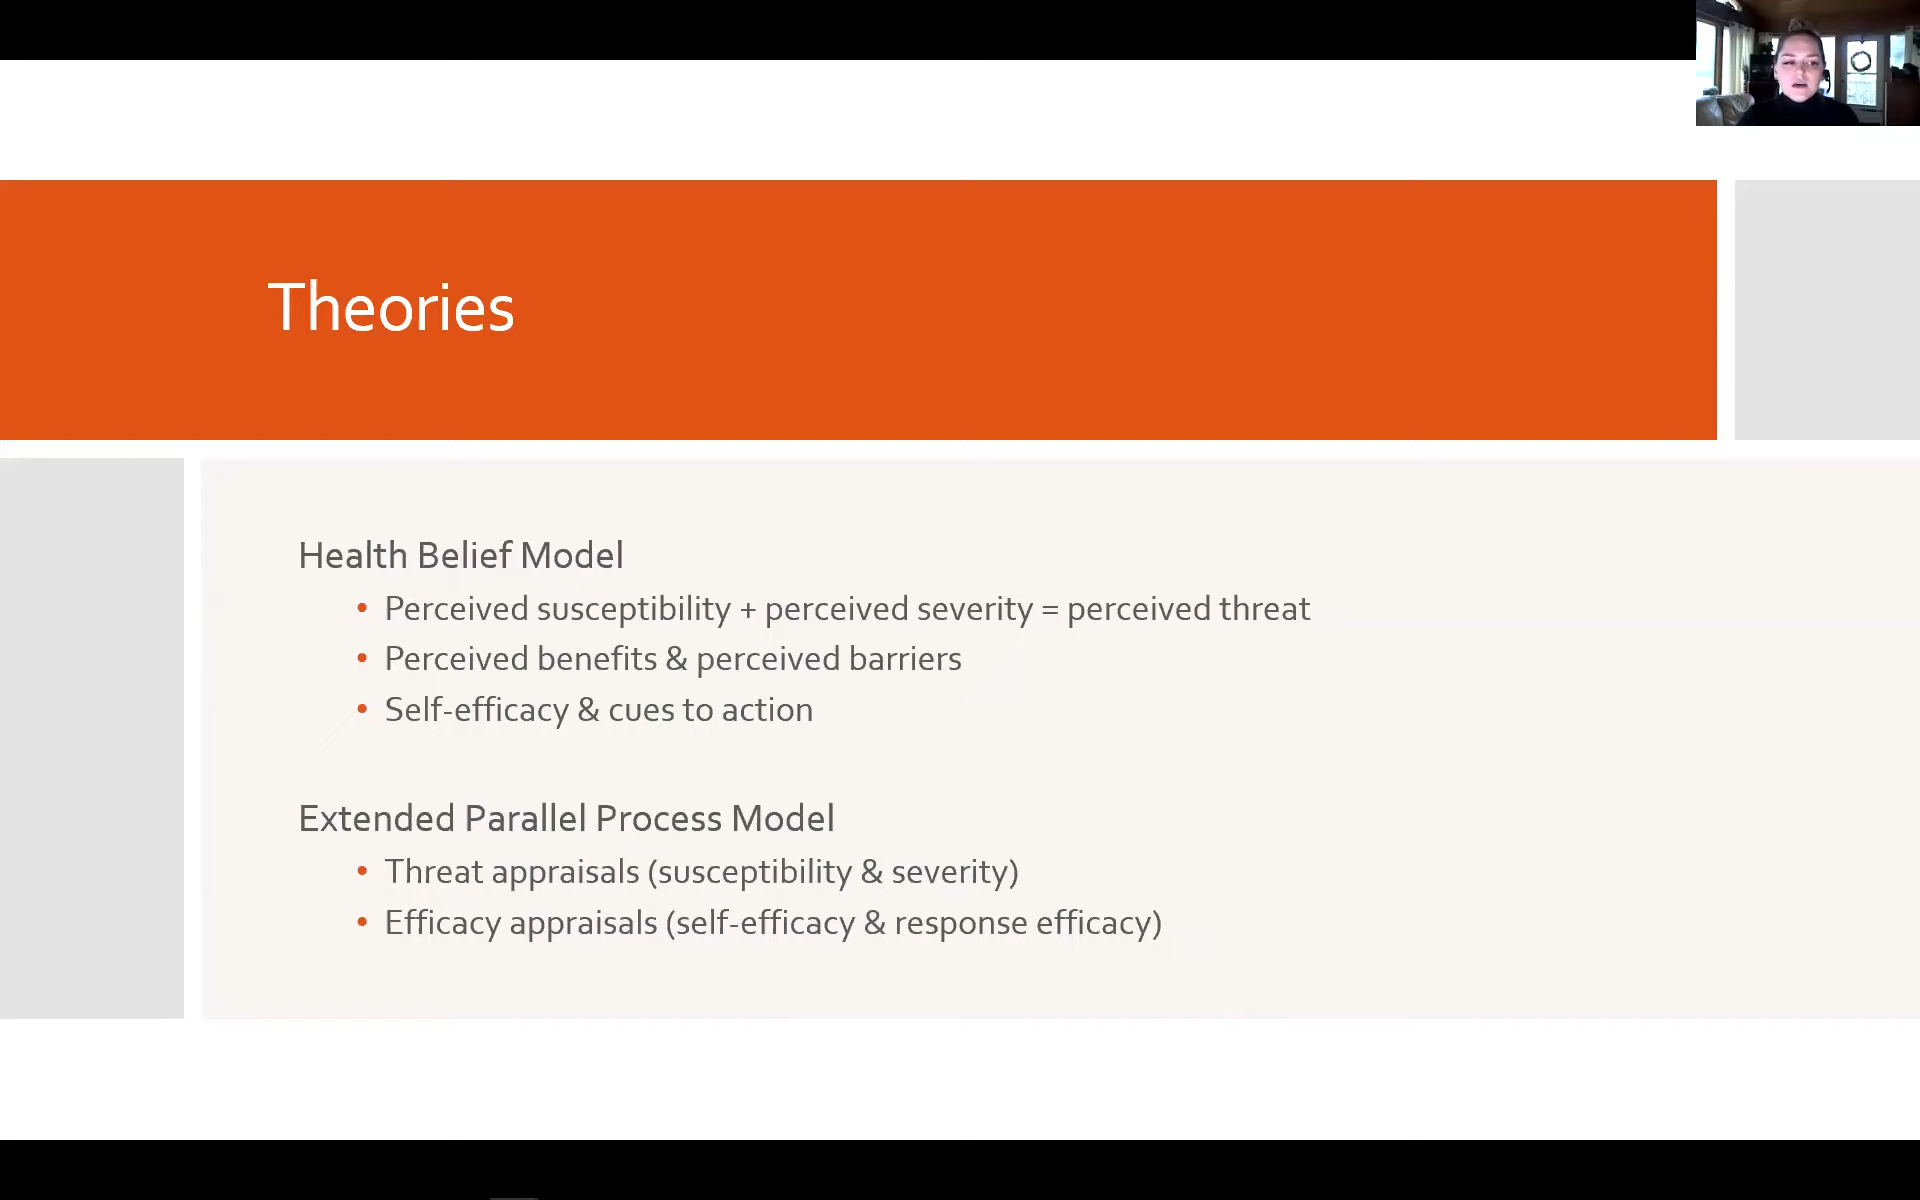 Theories
Health Belief Model
• Perceived susceptibility + perceived severity = perceived threat
• Perceived benefits & perceived barriers
• Self-efficacy & cues to action
Extended Parallel Process Model
• Threat appraisals (susceptibility & severity)
• Efficacy appraisals (self-efficacy & response efficacy)